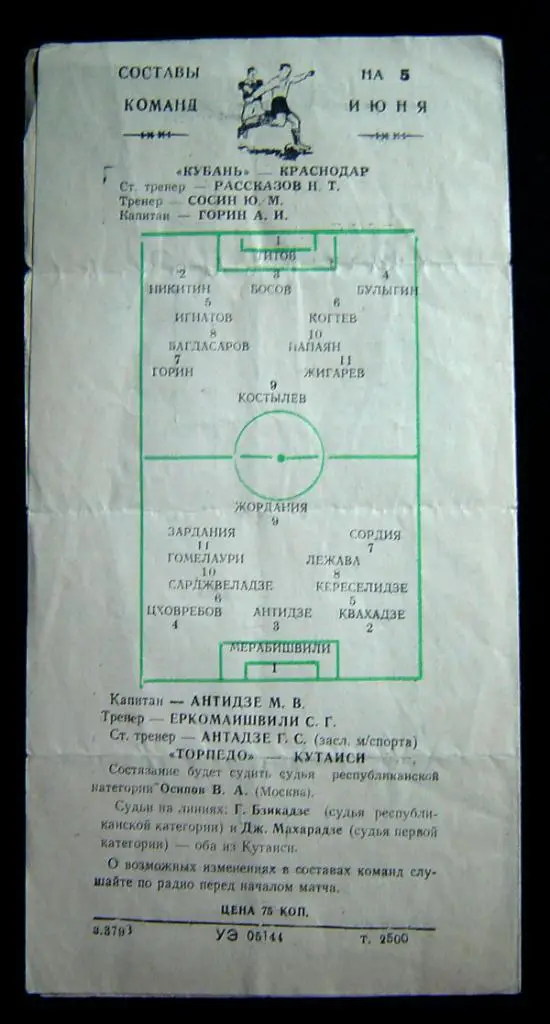 СОСТАВЫ НА 5
КОМАНД ИЮНЯ
«КУБАНЬ» — КРАСНОДАР
Ст. тренер — РАССКАЗОВ Н. Т.
Тренер — СОСИН Ю. М.
Капитан — ГОРИН А. И.
1
ТИТОВ
2 3 4
НИКИТИН БОСОВ БУЛЫГИН
5 6
ИГНАТОВ КОГТЕВ
8 10
БАГДАСАРОВ ПАПАЯН
7 11
ГОРИН ЖИГАРЕВ
9
КОСТЫЛЕВ
ЖОРДАНИЯ
9
ЗАРДАНИЯ СОРДИЯ
11 7
ГОМЕЛАУРИ ЛЕЖАВА
10 8
САРДЖВЕЛАДЗЕ КЕРЕСЕЛИДЗЕ
6 5
ЦХОВРЕБОВ АНТИДЗЕ КВАХАДЗЕ
4 3 2
МЕРАБИШВИЛИ
1
Капитан — АНТИДЗЕ М. В.
Тренер — ЕРКОМАИШВИЛИ С. Г.
Ст. тренер — АНТАДЗЕ Г. С. (засл. м/спорта)
«ТОРПЕДО» — КУТАИСИ
Состязание будет судить судья республиканской
категории Осипов В. А. (Москва).
Судьи на линиях: Г. Бзикадзе (судья республи-
канской категории) и Дж. Махарадзе (судья первой
категории) — оба из Кутаиси.
О возможных изменениях в составах команд слу-
шайте по радио перед началом матча.
ЦЕНА 75 КОП.
з.3793 УЭ 05144 т. 2500